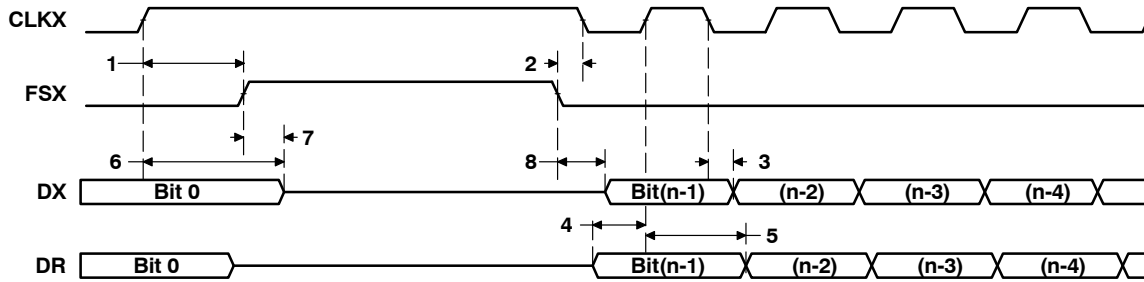 CLKX
1 2
FSX
7
6 8 3
DX Bit 0 Bit(n-1) (n-2) (n-3) (n-4)
4 5
DR Bit 0 Bit(n-1) (n-2) (n-3) (n-4)